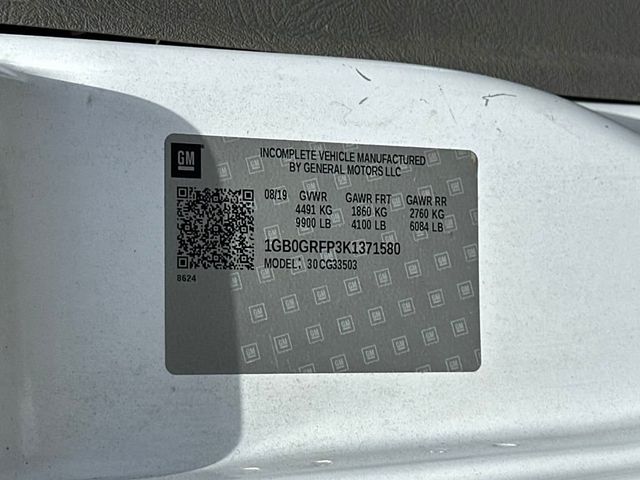 GM
INCOMPLETE VEHICLE MANUFACTURED
BY GENERAL MOTORS LLC
08/19 GVWR GAWR FRT GAWR RR
4491 KG 1860 KG 2760 KG
9900 LB 4100 LB 6084 LB
1GB0GRFP3K1371580
MODEL: 30CG33503
8624